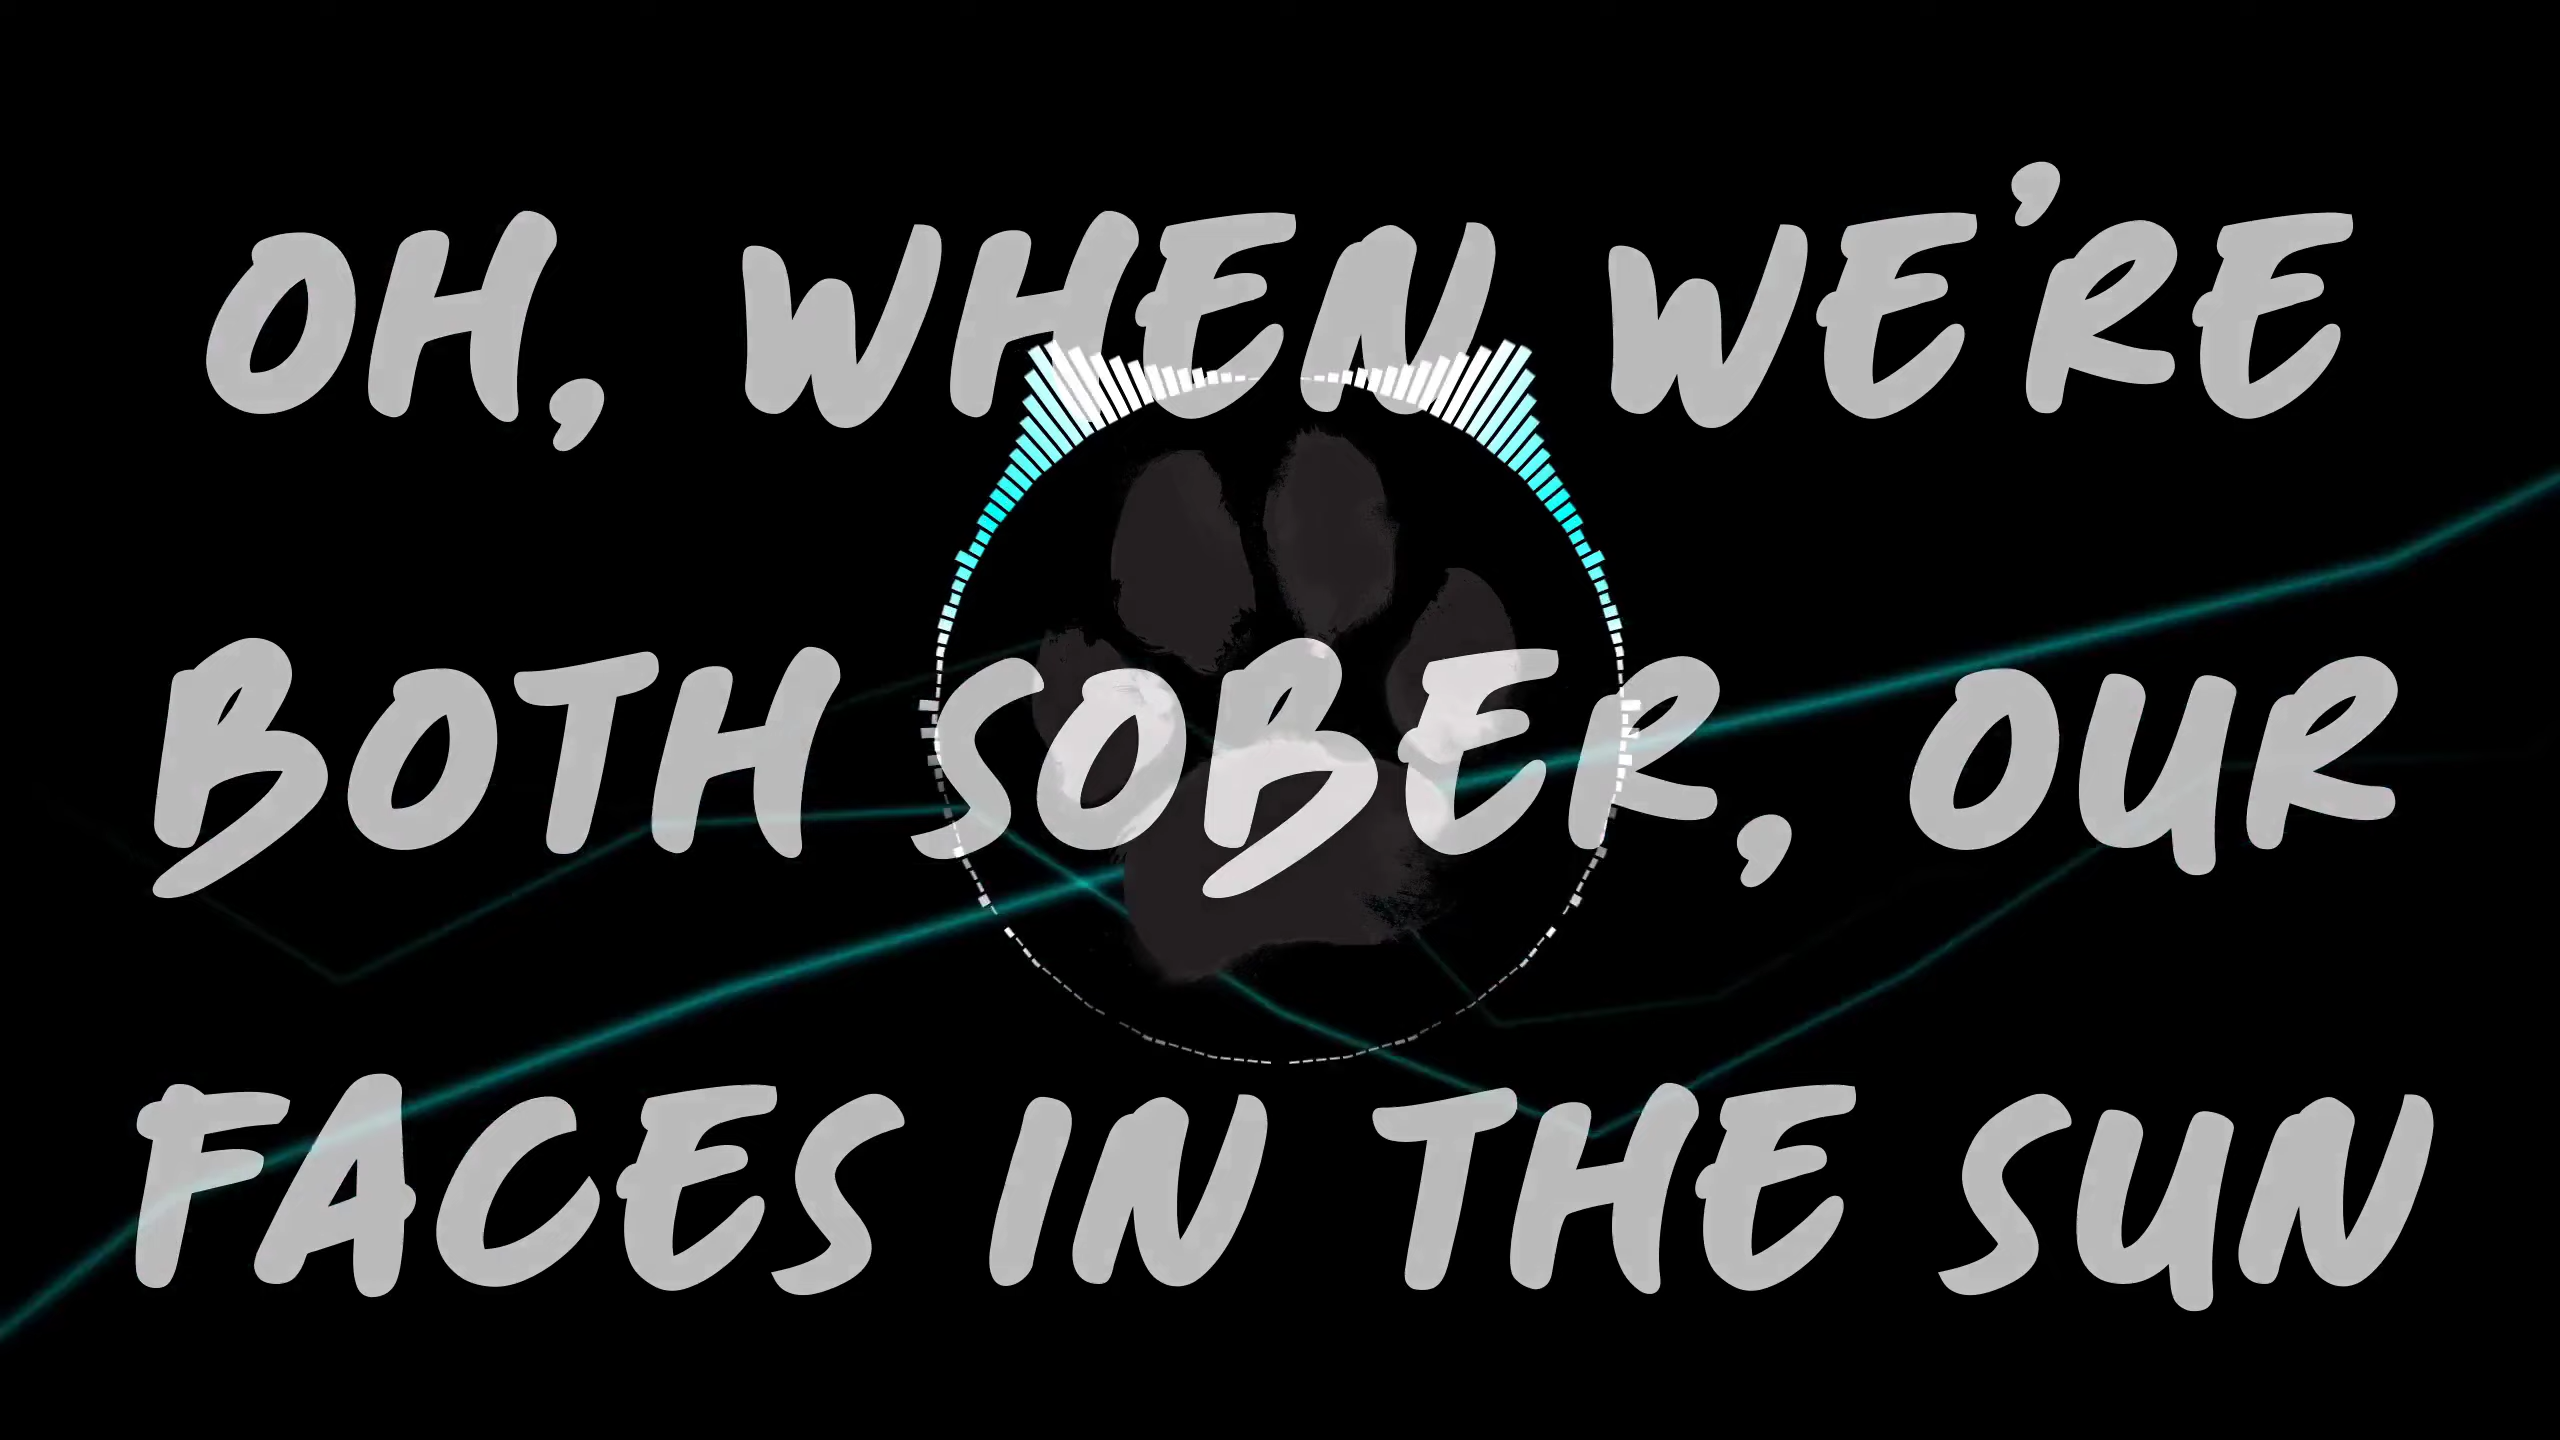 OH, WHEN WE'RE
BOTH SOBER, OUR
FACES IN THE SUN